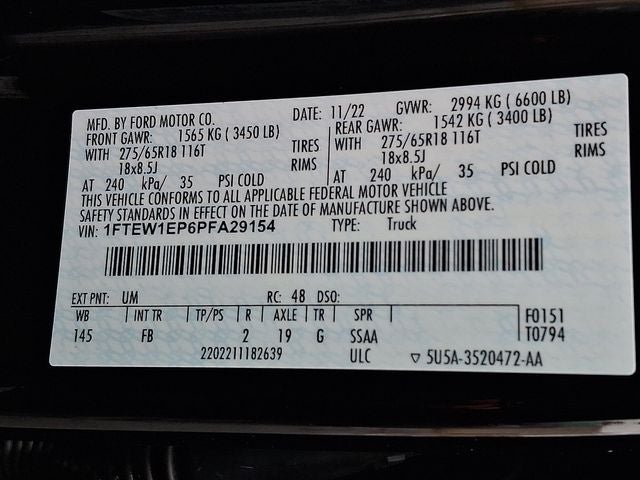 MFD. BY FORD MOTOR CO. DATE: 11/22 GVWR: 2994 KG ( 6600 LB)
FRONT GAWR: 1565 KG ( 3450 LB) REAR GAWR: 1542 KG ( 3400 LB)
WITH 275/65R18 116T TIRES WITH 275/65R18 116T TIRES
18x8.5J RIMS 18x8.5J RIMS
AT 240 kPa/ 35 PSI COLD AT 240 kPa/ 35 PSI COLD
THIS VEHICLE CONFORMS TO ALL APPLICABLE FEDERAL MOTOR VEHICLE
SAFETY STANDARDS IN EFFECT ON THE DATE OF MANUFACTURE SHOWN ABOVE.
VIN: 1FTEW1EP6PFA29154 TYPE: Truck
EXT PNT: UM RC: 48 DSO:
WB INT TR TP/PS R AXLE TR SPR F0151
145 FB 2 19 G SSAA T0794
2202211182639 ULC ▽ 5U5A-3520472-AA